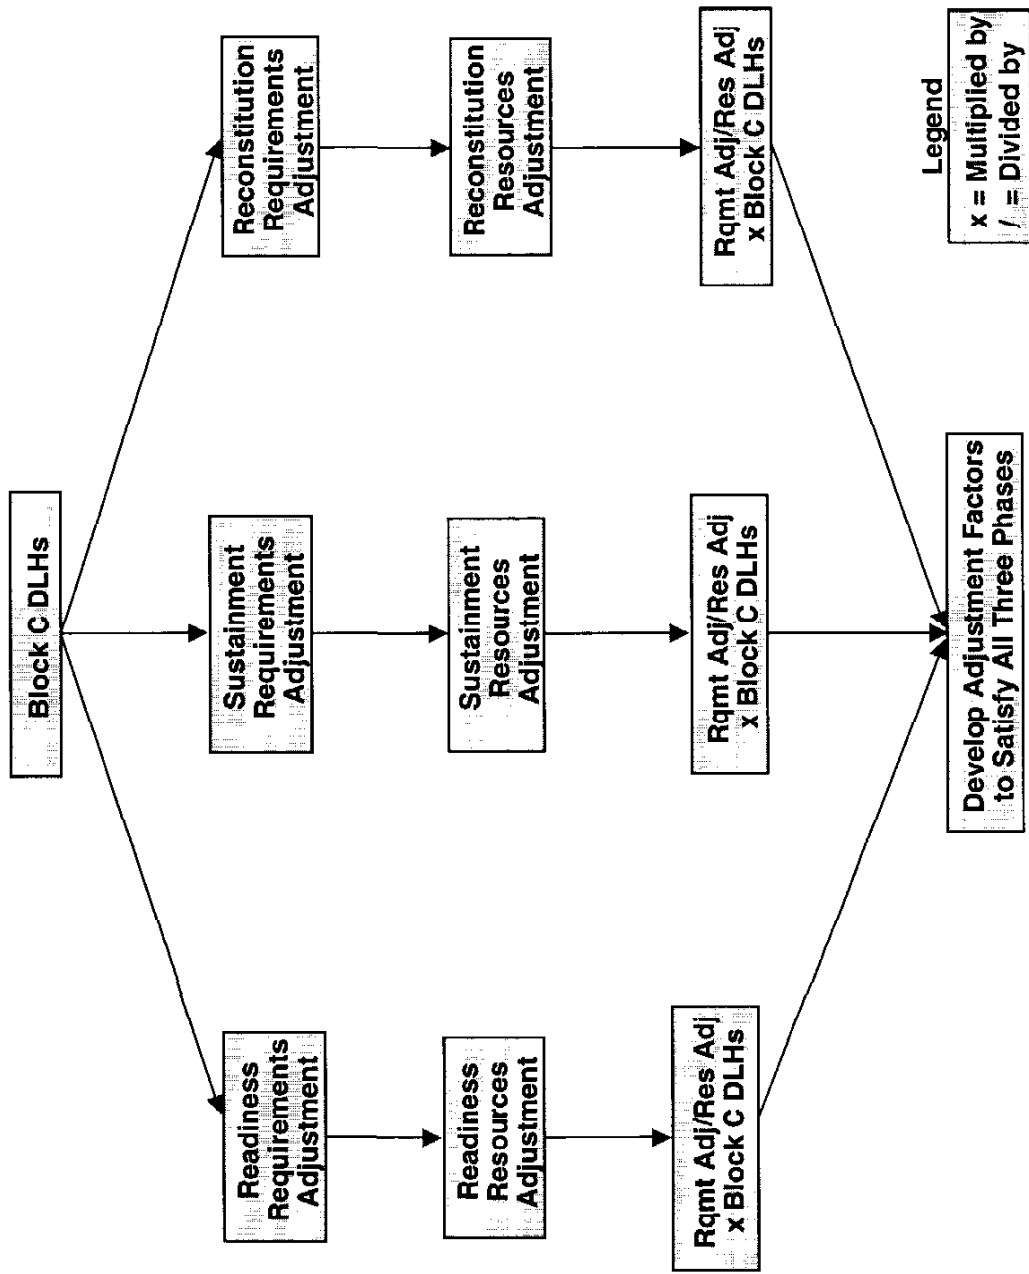 Block C DLHs
Readiness
Requirements
Adjustment
Sustainment
Requirements
Adjustment
Reconstitution
Requirements
Adjustment
Readiness
Resources
Adjustment
Sustainment
Resources
Adjustment
Reconstitution
Resources
Adjustment
Rqmt Adj/Res Adj
x Block C DLHs
Rqmt Adj/Res Adj
x Block C DLHs
Rqmt Adj/Res Adj
x Block C DLHs
Develop Adjustment Factors
to Satisfy All Three Phases
Legend
x = Multiplied by
/ = Divided by